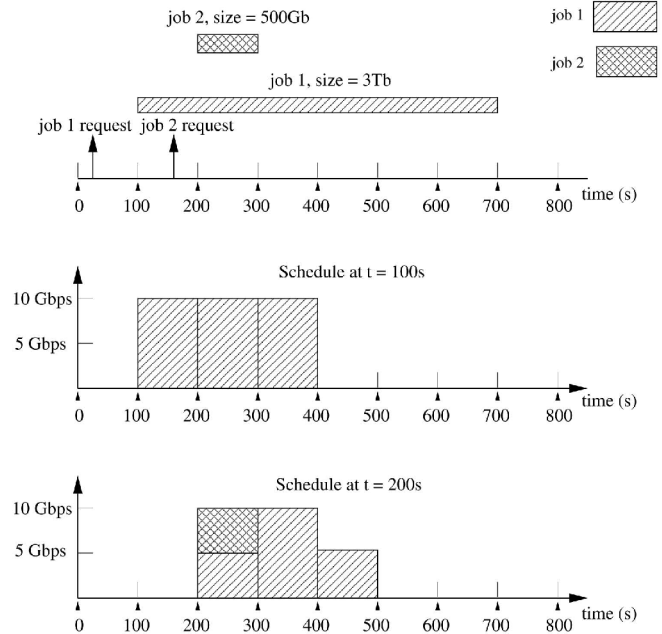 job 2, size = 500Gb
job 1
job 2
job 1, size = 3Tb
job 1 request job 2 request
time (s)
0 100 200 300 400 500 600 700 800
Schedule at t = 100s
10 Gbps
5 Gbps
time (s)
0 100 200 300 400 500 600 700 800
Schedule at t = 200s
10 Gbps
5 Gbps
time (s)
0 100 200 300 400 500 600 700 800